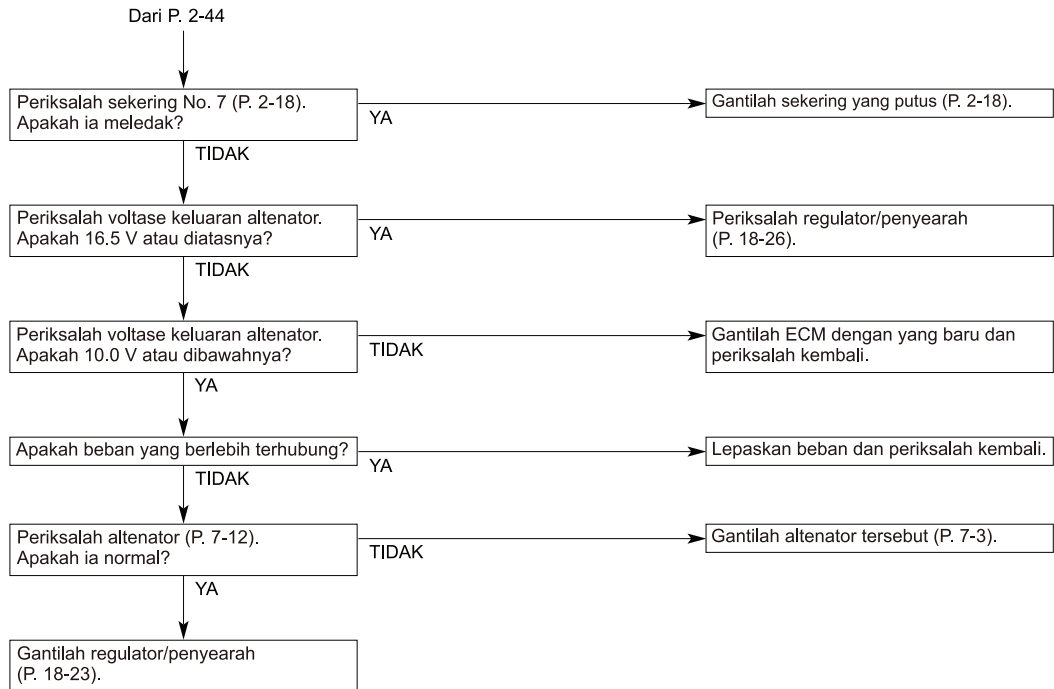 Dari P. 2-44
Periksalah sekering No. 7 (P. 2-18).
Apakah ia meledak?
YA
Gantilah sekering yang putus (P. 2-18).
TIDAK
Periksalah voltase keluaran altenator.
Apakah 16.5 V atau diatasnya?
YA
Periksalah regulator/penyearah
(P. 18-26).
TIDAK
Periksalah voltase keluaran altenator.
Apakah 10.0 V atau dibawahnya?
TIDAK
Gantilah ECM dengan yang baru dan
periksalah kembali.
YA
Apakah beban yang berlebih terhubung?
YA
Lepaskan beban dan periksalah kembali.
TIDAK
Periksalah altenator (P. 7-12).
Apakah ia normal?
TIDAK
Gantilah altenator tersebut (P. 7-3).
YA
Gantilah regulator/penyearah
(P. 18-23).